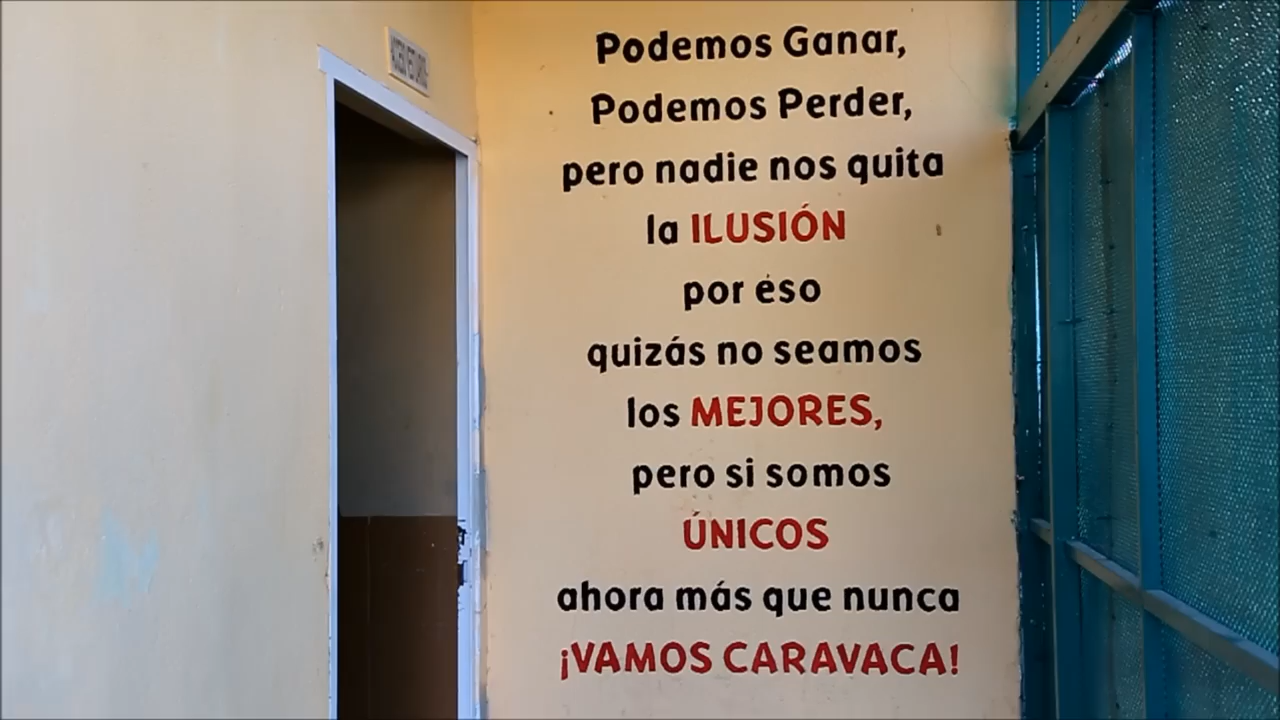 Podemos Ganar,
Podemos Perder,
pero nadie nos quita
la ILUSIÓN
por eso
quizás no seamos
los MEJORES,
pero si somos
ÚNICOS
ahora más que nunca
¡VAMOS CARAVACA!